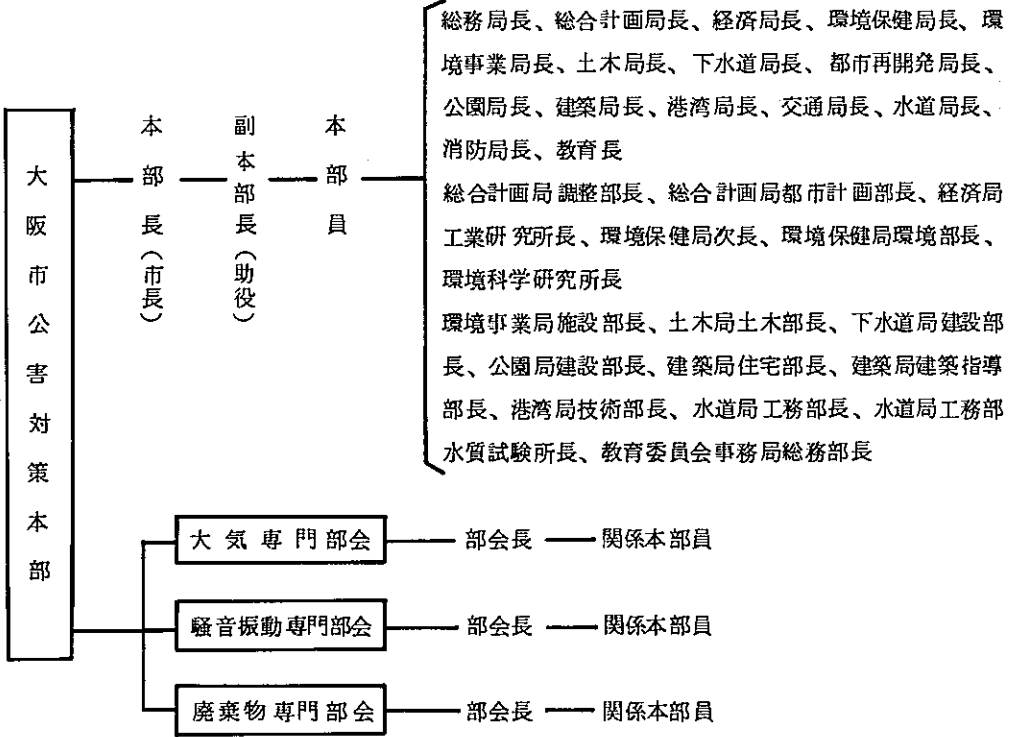 大阪市公害対策本部
本部長(市長)
副本部長(助役)
本部員
総務局長、総合計画局長、経済局長、環境保健局長、環
境事業局長、土木局長、下水道局長、都市再開発局長、
公園局長、建築局長、港湾局長、交通局長、水道局長、
消防局長、教育長
総合計画局調整部長、総合計画局都市計画部長、経済局
工業研究所長、環境保健局次長、環境保健局環境部長、
環境科学研究所長
環境事業局施設部長、土木局土木部長、下水道局建設部
長、公園局建設部長、建築局住宅部長、建築局建築指導
部長、港湾局技術部長、水道局工務部長、水道局工務部
水質試験所長、教育委員会事務局総務部長
大気専門部会 部会長 関係本部員
騒音振動専門部会 部会長 関係本部員
廃棄物専門部会 部会長 関係本部員